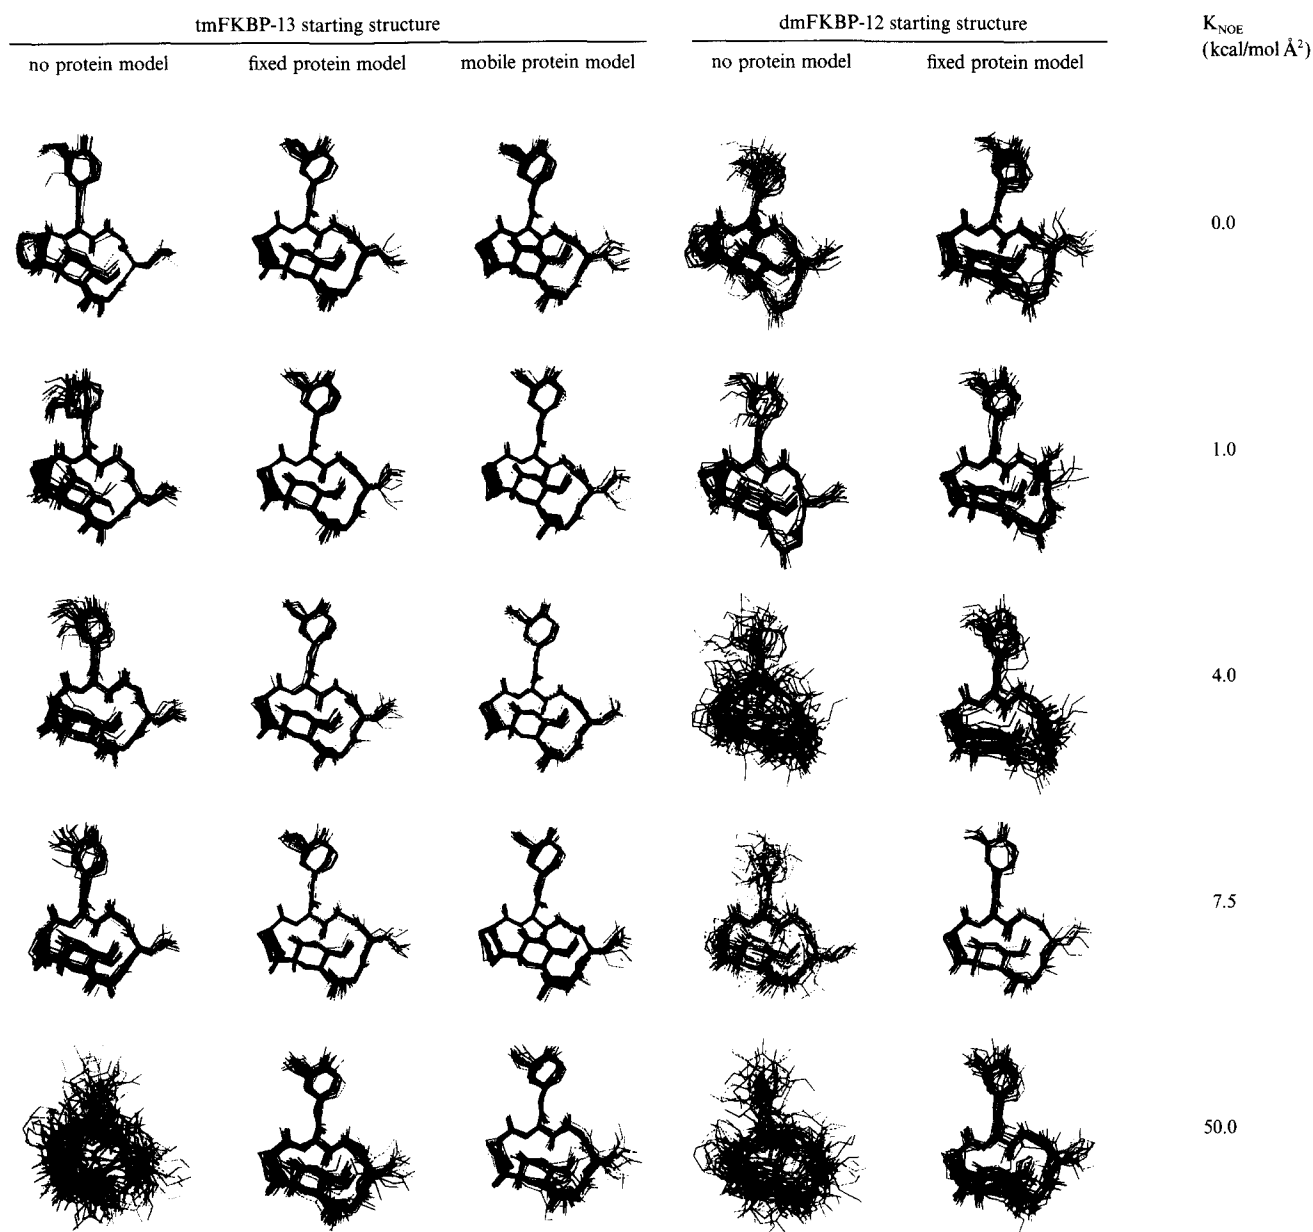 tmFKBP-13 starting structure
dmFKBP-12 starting structure
K_NOE
(kcal/mol Å²)
no protein model
fixed protein model
mobile protein model
no protein model
fixed protein model
0.0
1.0
4.0
7.5
50.0